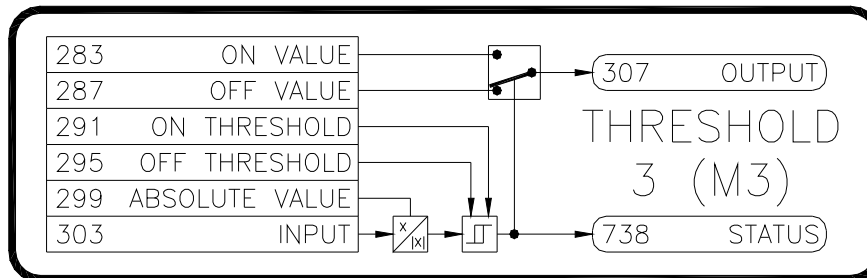 283 ON VALUE
287 OFF VALUE
291 ON THRESHOLD
295 OFF THRESHOLD
299 ABSOLUTE VALUE
303 INPUT
x
|x|
307 OUTPUT
THRESHOLD
3 (M3)
738 STATUS